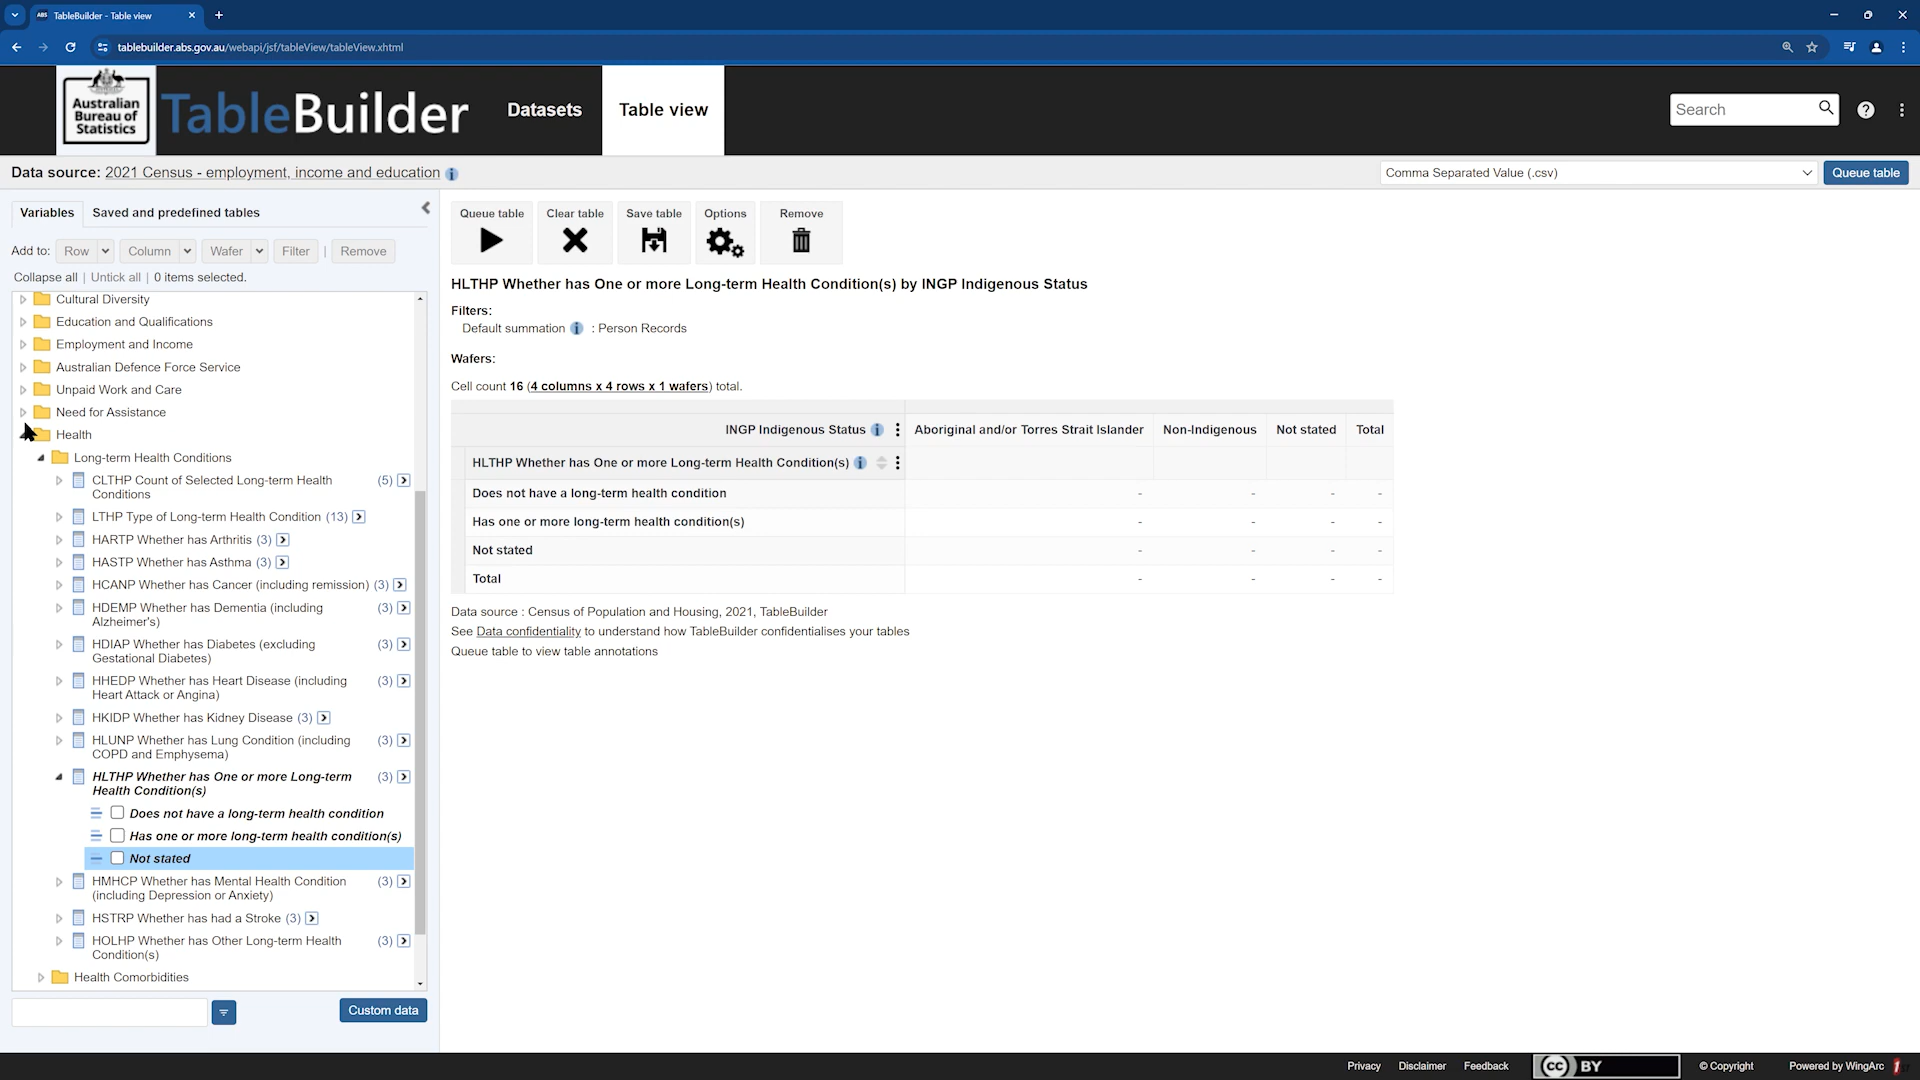 ABS TableBuilder - Table view
tablebuilder.abs.gov.au/webapi/jsf/tableView/tableView.xhtml
Australian
Bureau of
Statistics
TableBuilder
Datasets
Table view
Search
Data source: 2021 Census - employment, income and education
Comma Separated Value (.csv)
Queue table
Variables
Saved and predefined tables
Add to: Row Column Wafer Filter | Remove
Collapse all | Untick all | 0 items selected.
Cultural Diversity
Education and Qualifications
Employment and Income
Australian Defence Force Service
Unpaid Work and Care
Need for Assistance
Health
Long-term Health Conditions
CLTHP Count of Selected Long-term Health (5)
Conditions
LTHP Type of Long-term Health Condition (13)
HARTP Whether has Arthritis (3)
HASTP Whether has Asthma (3)
HCANP Whether has Cancer (including remission) (3)
HDEMP Whether has Dementia (including (3)
Alzheimer's)
HDIAP Whether has Diabetes (excluding (3)
Gestational Diabetes)
HHEDP Whether has Heart Disease (including (3)
Heart Attack or Angina)
HKIDP Whether has Kidney Disease (3)
HLUNP Whether has Lung Condition (including (3)
COPD and Emphysema)
HLTHP Whether has One or more Long-term (3)
Health Condition(s)
Does not have a long-term health condition
Has one or more long-term health condition(s)
Not stated
HMHCP Whether has Mental Health Condition (3)
(including Depression or Anxiety)
HSTRP Whether has had a Stroke (3)
HOLHP Whether has Other Long-term Health (3)
Condition(s)
Health Comorbidities
Custom data
Queue table Clear table Save table Options Remove
HLTHP Whether has One or more Long-term Health Condition(s) by INGP Indigenous Status
Filters:
Default summation : Person Records
Wafers:
Cell count 16 (4 columns x 4 rows x 1 wafers) total.
INGP Indigenous Status Aboriginal and/or Torres Strait Islander Non-Indigenous Not stated Total
HLTHP Whether has One or more Long-term Health Condition(s)
Does not have a long-term health condition - - - -
Has one or more long-term health condition(s) - - - -
Not stated - - - -
Total - - - -
Data source : Census of Population and Housing, 2021, TableBuilder
See Data confidentiality to understand how TableBuilder confidentialises your tables
Queue table to view table annotations
Privacy Disclaimer Feedback CC BY © Copyright Powered by WingArc